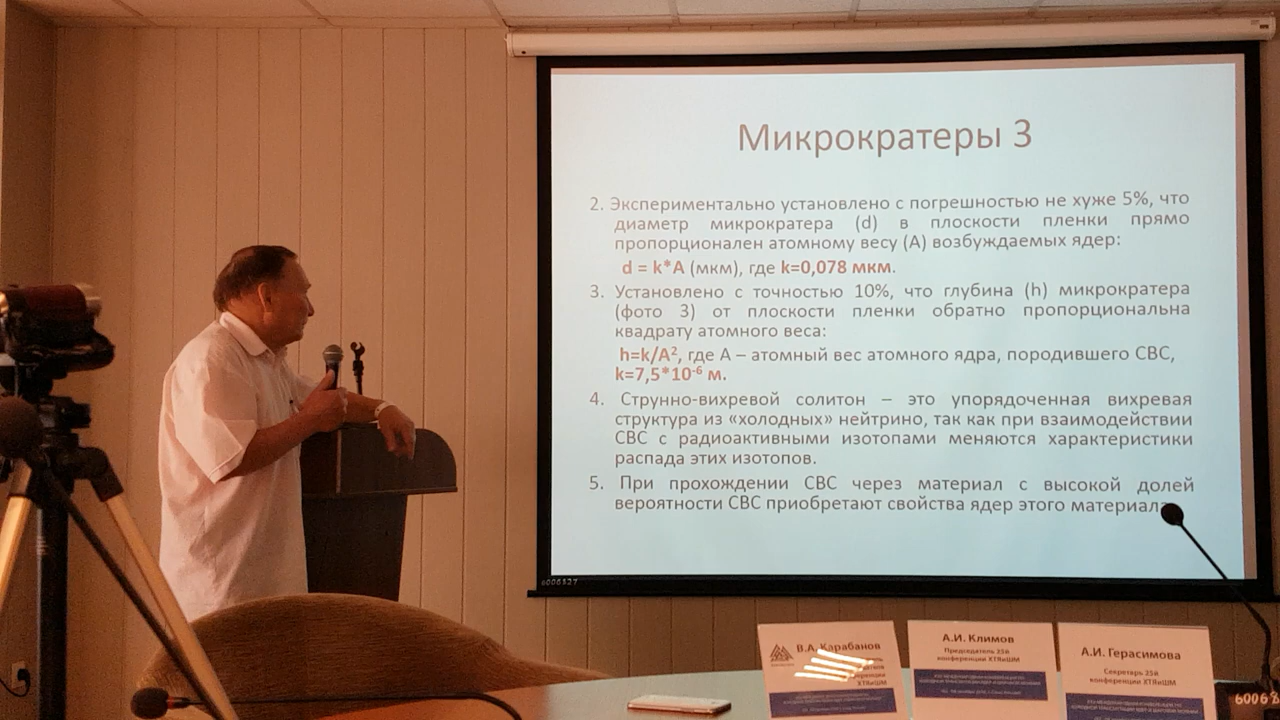 Микрократеры 3
2. Экспериментально установлено с погрешностью не хуже 5%, что
диаметр микрократера (d) в плоскости пленки прямо
пропорционален атомному весу (А) возбуждаемых ядер:
d = k*A (мкм), где k=0,078 мкм.
3. Установлено с точностью 10%, что глубина (h) микрократера
(фото 3) от плоскости пленки обратно пропорциональна
квадрату атомного веса:
h=k/A², где А – атомный вес атомного ядра, породившего СВС,
k=7,5*10⁻⁶ м.
4. Струнно-вихревой солитон – это упорядоченная вихревая
структура из «холодных» нейтрино, так как при взаимодействии
СВС с радиоактивными изотопами меняются характеристики
распада этих изотопов.
5. При прохождении СВС через материал с высокой долей
вероятности СВС приобретают свойства ядер этого материала
6006827
В.А. Карабанов
ХТЯиШМ
А.И. Климов
Председатель 25й
конференции ХТЯиШМ
А.И. Герасимова
Секретарь 25й
конференции ХТЯиШМ